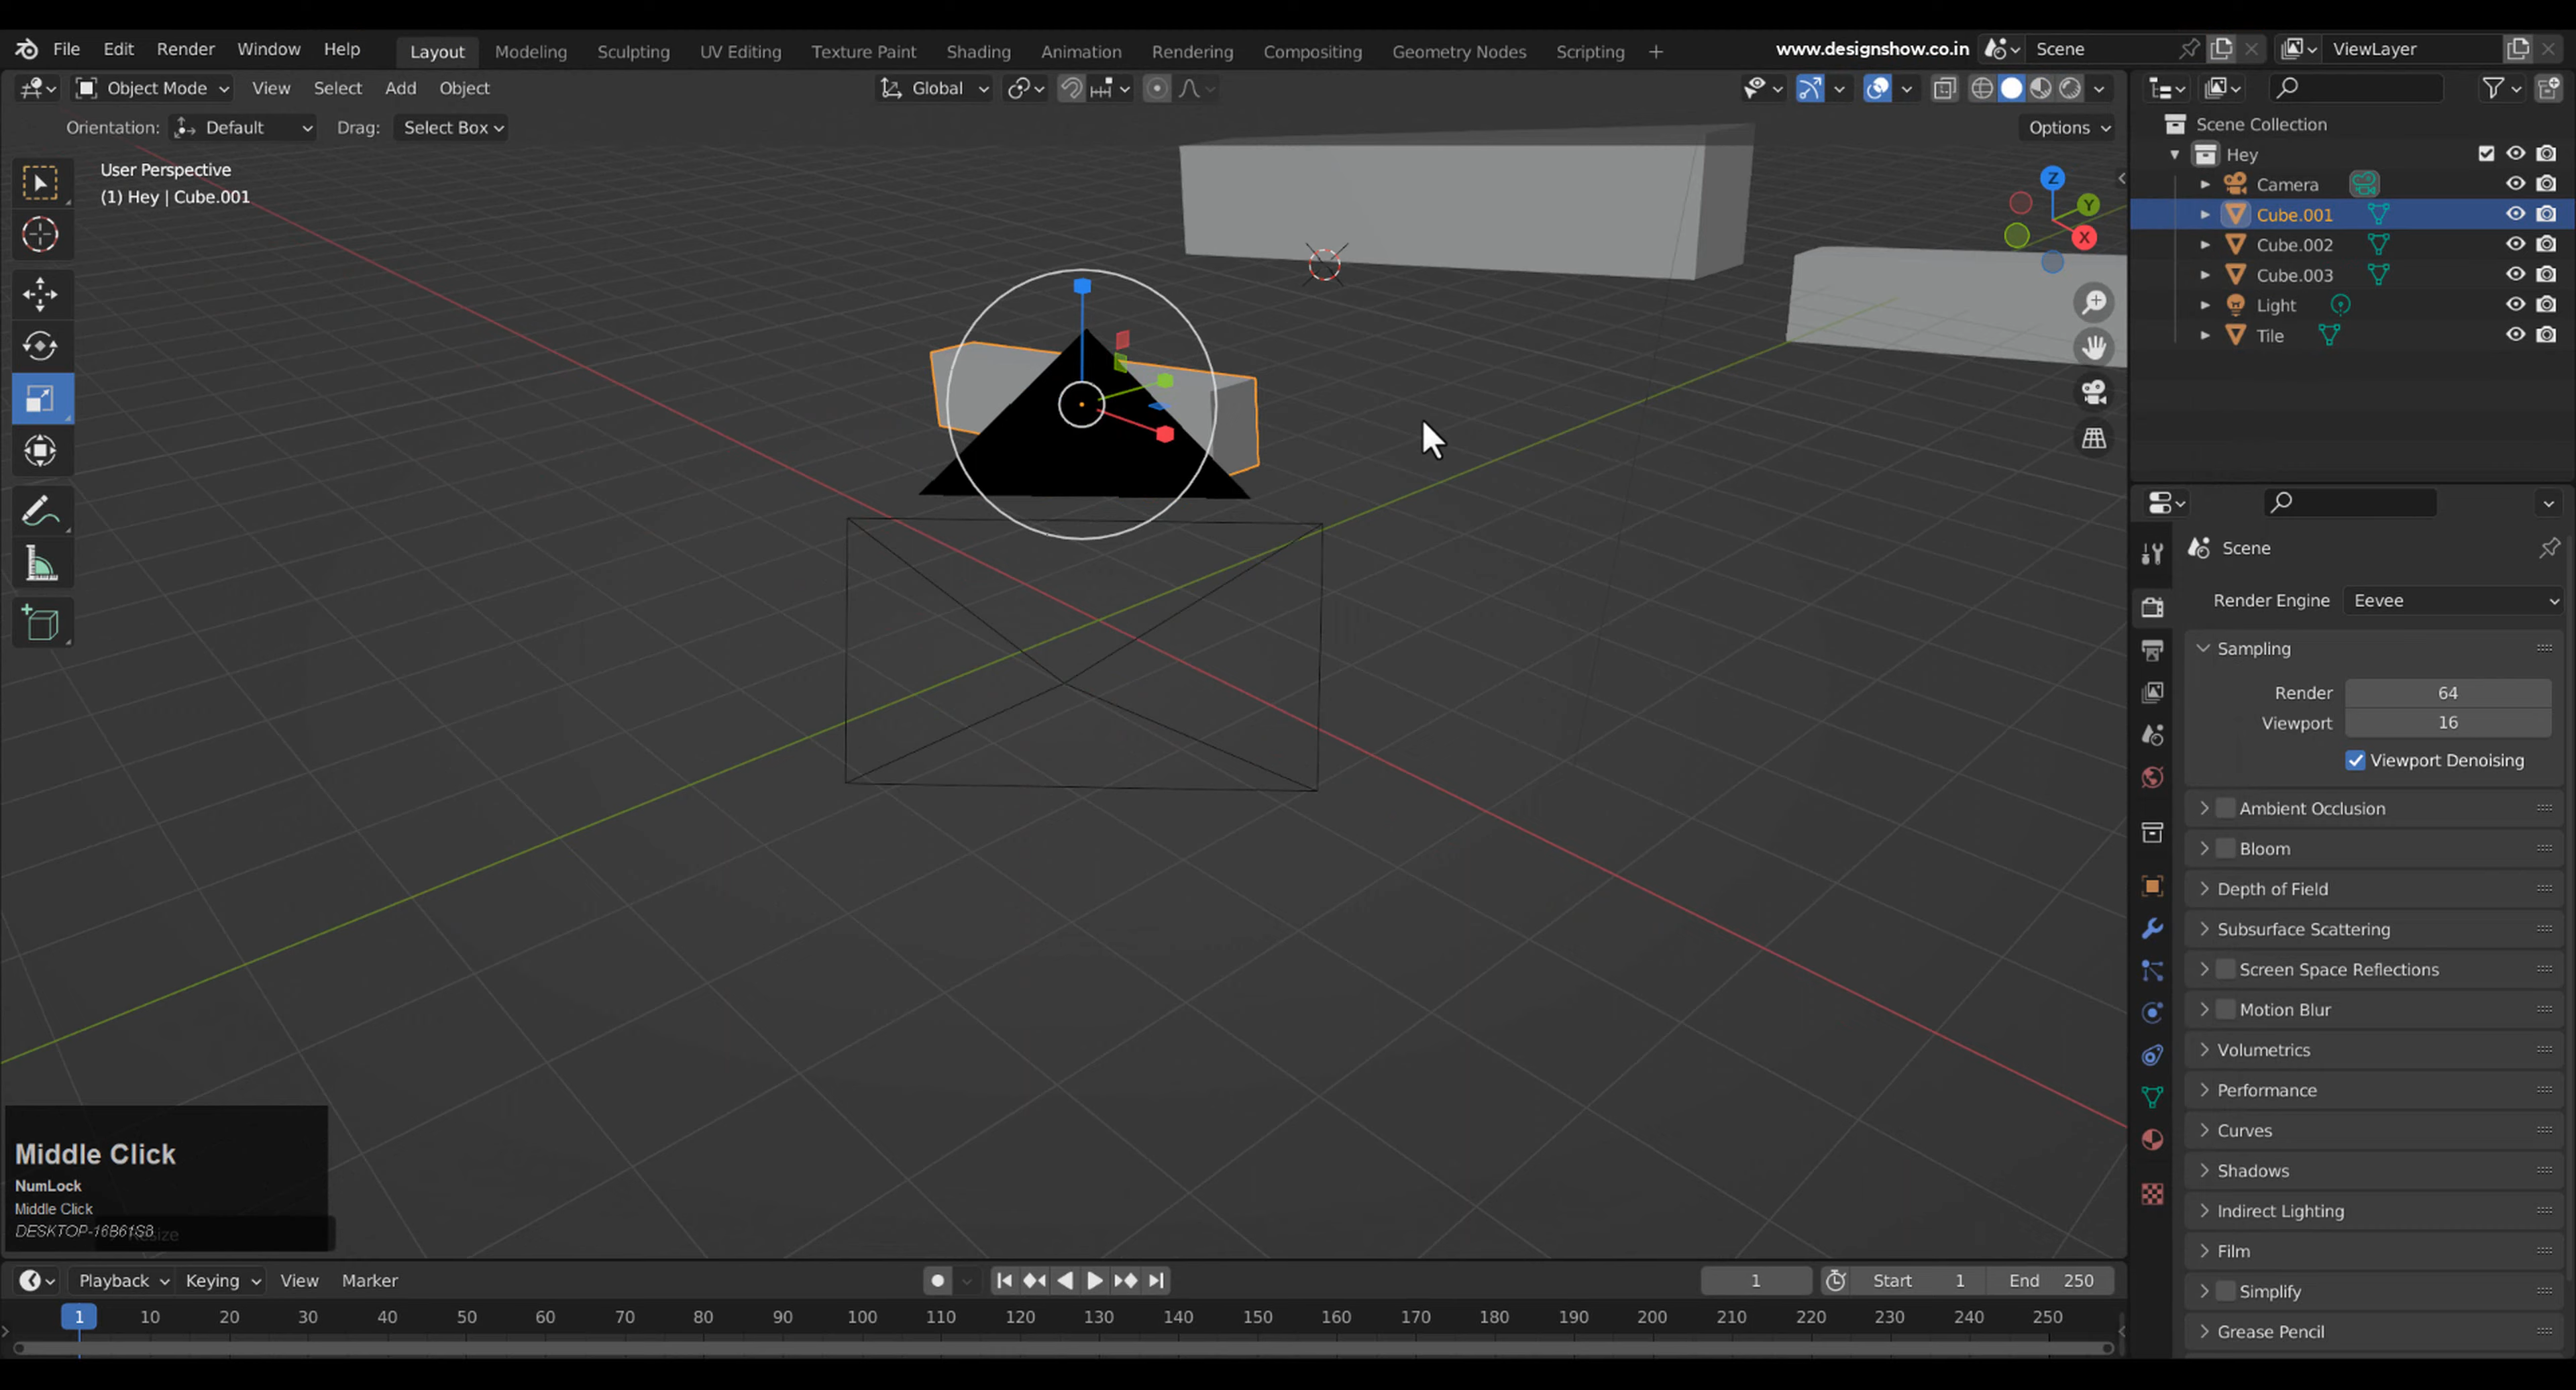 File Edit Render Window Help Layout Modeling Sculpting UV Editing Texture Paint Shading Animation Rendering Compositing Geometry Nodes Scripting + www.designshow.co.in Scene ViewLayer
Object Mode View Select Add Object Global
Orientation: Default Drag: Select Box Options
User Perspective
(1) Hey | Cube.001
Z
Y
X
Scene Collection
Hey
Camera
Cube.001
Cube.002
Cube.003
Light
Tile
Scene
Render Engine Eevee
Sampling
Render 64
Viewport 16
Viewport Denoising
Ambient Occlusion
Bloom
Depth of Field
Subsurface Scattering
Screen Space Reflections
Motion Blur
Volumetrics
Performance
Curves
Shadows
Indirect Lighting
Film
Simplify
Grease Pencil
Middle Click
NumLock
Middle Click
DESKTOP-16B61S8
Playback Keying View Marker 1 Start 1 End 250
1 10 20 30 40 50 60 70 80 90 100 110 120 130 140 150 160 170 180 190 200 210 220 230 240 250